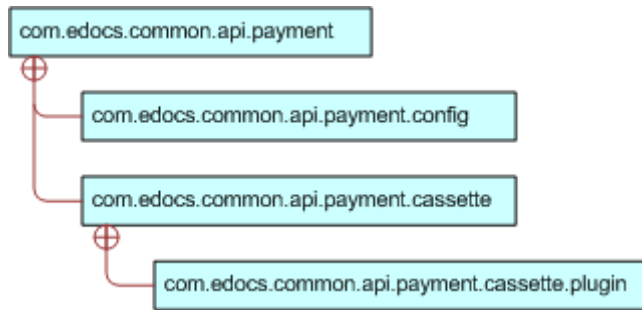 com.edocs.common.api.payment
com.edocs.common.api.payment.config
com.edocs.common.api.payment.cassette
com.edocs.common.api.payment.cassette.plugin